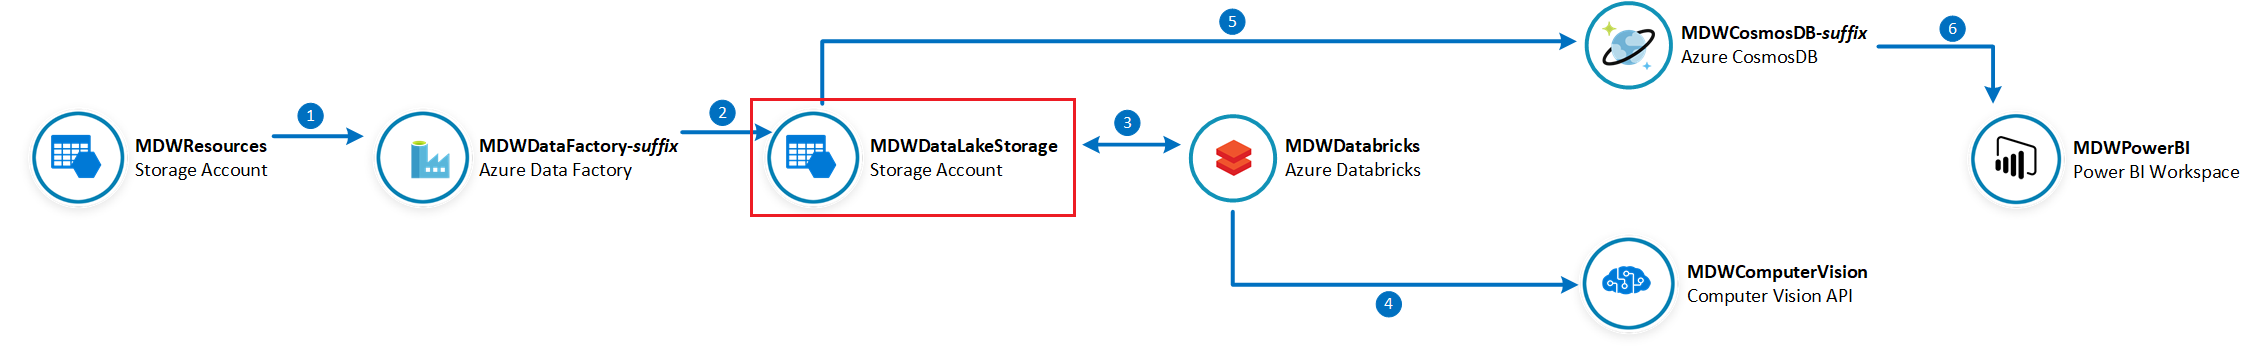 5
MDWCosmosDB-suffix
Azure CosmosDB
6
1
2
3
MDWResources
Storage Account
MDWDataFactory-suffix
Azure Data Factory
MDWDataLakeStorage
Storage Account
MDWDatabricks
Azure Databricks
MDWPowerBI
Power BI Workspace
4
MDWComputerVision
Computer Vision API